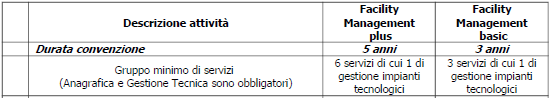 Descrizione attività
Facility
Management
plus
Facility
Management
basic
Durata convenzione
5 anni
3 anni
Gruppo minimo di servizi
(Anagrafica e Gestione Tecnica sono obbligatori)
6 servizi di cui 1 di
gestione impianti
tecnologici
3 servizi di cui 1 di
gestione impianti
tecnologici